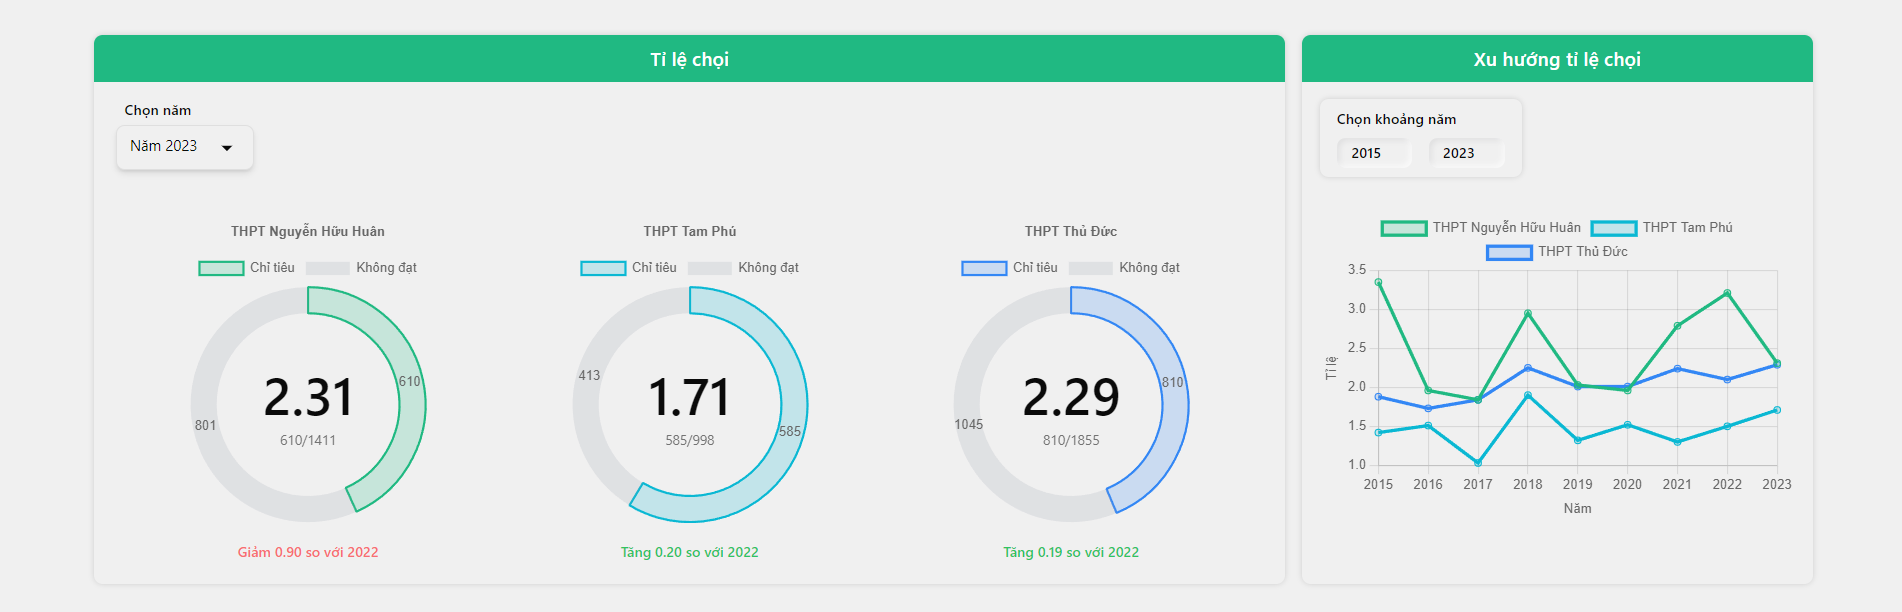 Tỉ lệ chọi
Chọn năm
Năm 2023
THPT Nguyễn Hữu Huân
Chỉ tiêu Không đạt
610
801
2.31
610/1411
Giảm 0.90 so với 2022
THPT Tam Phú
Chỉ tiêu Không đạt
413
585
1.71
585/998
Tăng 0.20 so với 2022
THPT Thủ Đức
Chỉ tiêu Không đạt
810
1045
2.29
810/1855
Tăng 0.19 so với 2022
Xu hướng tỉ lệ chọi
Chọn khoảng năm
2015 2023
THPT Nguyễn Hữu Huân THPT Tam Phú
THPT Thủ Đức
3.5
3.0
2.5
2.0
1.5
1.0
Tỉ lệ
2015 2016 2017 2018 2019 2020 2021 2022 2023
Năm